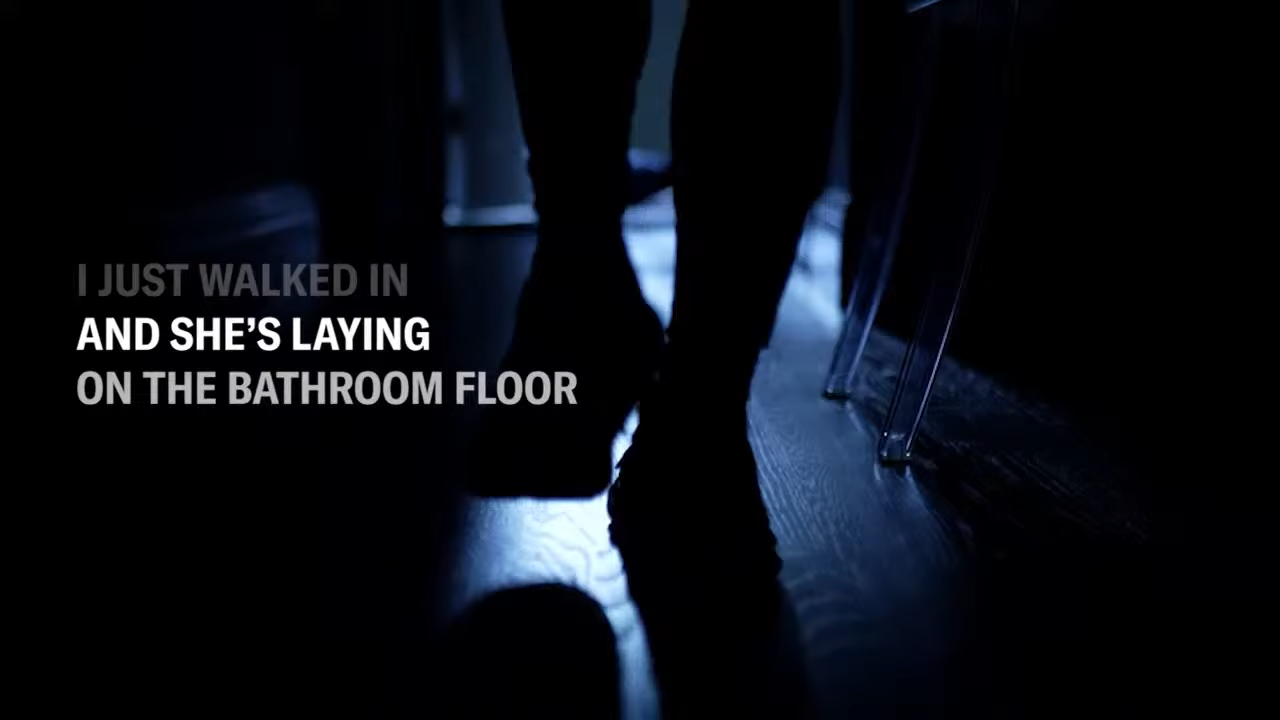 I JUST WALKED IN
AND SHE’S LAYING
ON THE BATHROOM FLOOR